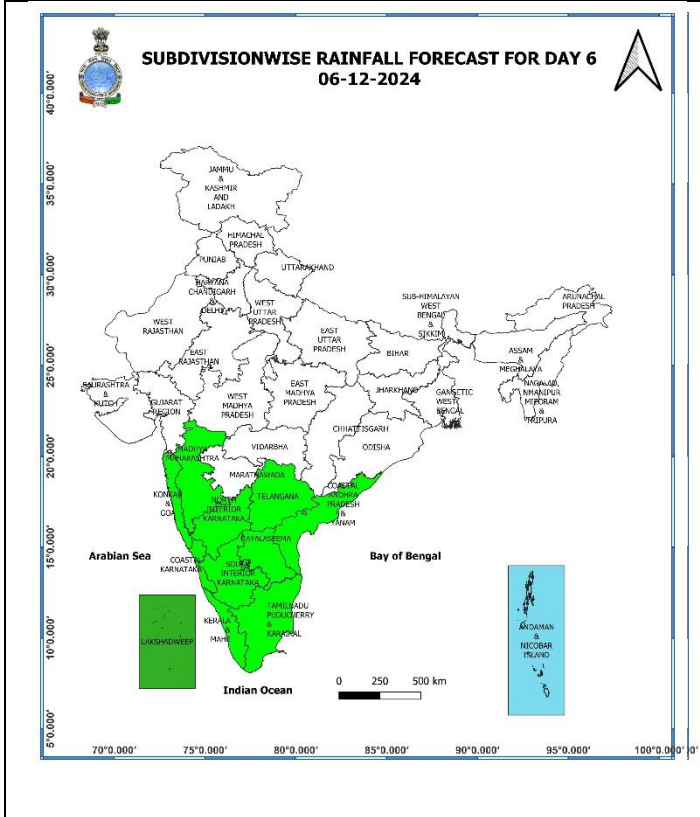 SUBDIVISIONWISE RAINFALL FORECAST FOR DAY 6
06-12-2024
40°0.000'
35°0.000'
30°0.000'
25°0.000'
20°0.000'
15°0.000'
10°0.000'
5°0.000'
JAMMU
&
KASHMIR
AND
LADAKH
HIMACHAL
PRADESH
PUNJAB
UTTARAKHAND
HARYANA
CHANDIGARH
&
DELHI
WEST
UTTAR
PRADESH
WEST
RAJASTHAN
EAST
RAJASTHAN
EAST
UTTAR
PRADESH
SUB-HIMALAYAN
WEST
BENGAL
&
SIKKIM
ARUNACHAL
PRADESH
BIHAR
ASSAM
&
MEGHALAYA
NAGALAD
MANIPUR
MIZORAM
&
TRIPURA
SAURASHTRA
&
KUTCH
GUJARAT
REGION
WEST
MADHYA
PRADESH
EAST
MADHYA
PRADESH
JHARKHAND
GANGETIC
WEST
BENGAL
CHHATTISGARH
ODISHA
MADHYA
MAHARASHTRA
VIDARBHA
MARATHAWADA
KONKAN
&
GOA
NORTH
INTERIOR
KARNATAKA
TELANGANA
COASTAL
ANDHRA
PRADESH
&
YANAM
RAYALASEEMA
COASTAL
KARNATAKA
SOUTH
INTERIOR
KARNATAKA
KERALA
&
MAHE
TAMILNADU
PUDUCHERRY
&
KARAIKAL
Arabian Sea
Bay of Bengal
LAKSHADWEEP
ANDAMAN
&
NICOBAR
ISLAND
Indian Ocean
0 250 500 km
70°0.000' 75°0.000' 80°0.000' 85°0.000' 90°0.000' 95°0.000' 100°0.000'